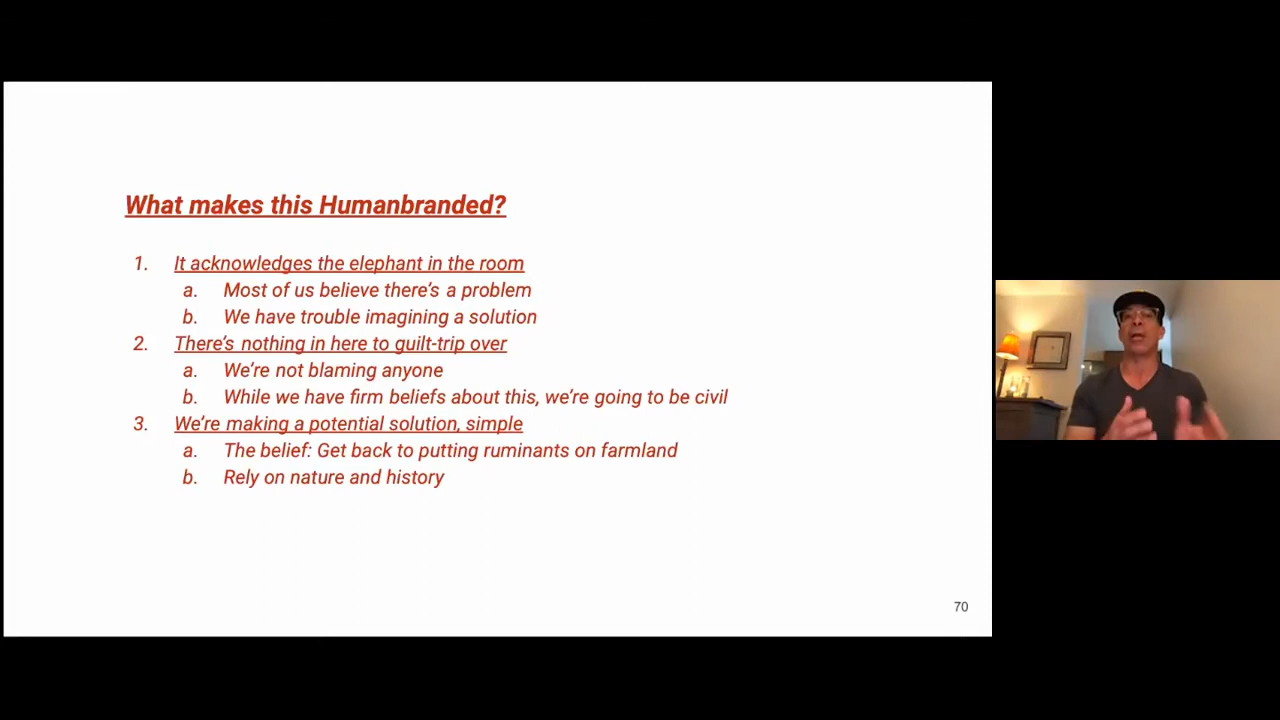 What makes this Humanbranded?
1. It acknowledges the elephant in the room
a. Most of us believe there's a problem
b. We have trouble imagining a solution
2. There's nothing in here to guilt-trip over
a. We're not blaming anyone
b. While we have firm beliefs about this, we're going to be civil
3. We're making a potential solution, simple
a. The belief: Get back to putting ruminants on farmland
b. Rely on nature and history
70